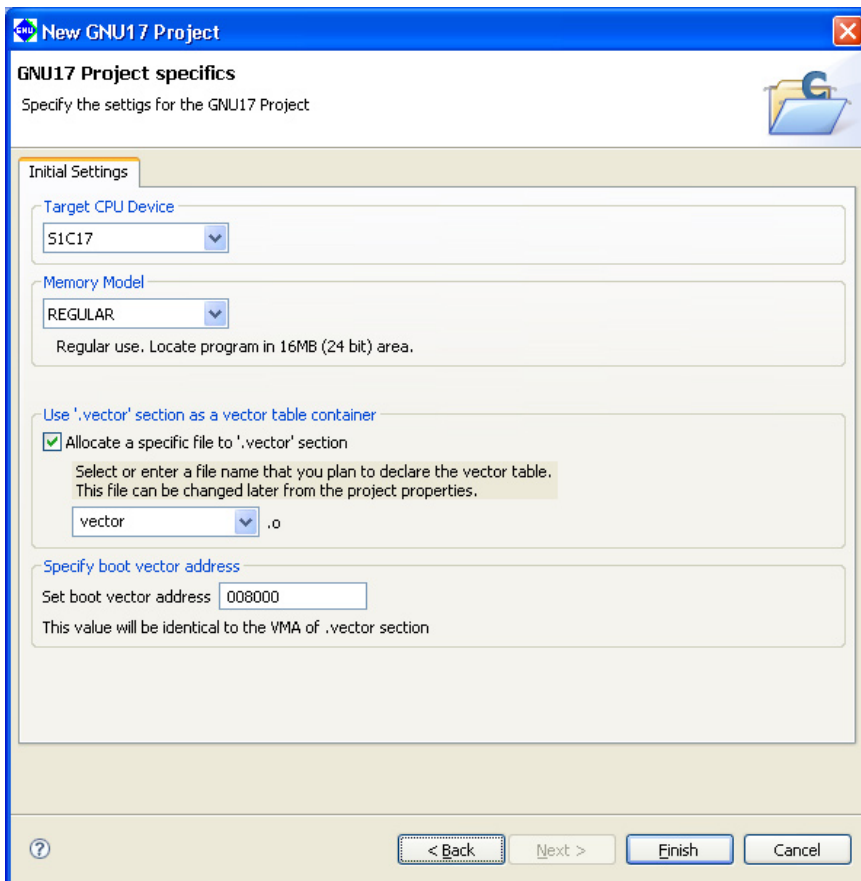 GNU New GNU17 Project
GNU17 Project specifics
Specify the settigs for the GNU17 Project
C
Initial Settings
Target CPU Device
S1C17
Memory Model
REGULAR
Regular use. Locate program in 16MB (24 bit) area.
Use '.vector' section as a vector table container
Allocate a specific file to '.vector' section
Select or enter a file name that you plan to declare the vector table.
This file can be changed later from the project properties.
vector .o
Specify boot vector address
Set boot vector address 008000
This value will be identical to the VMA of .vector section
? < Back Next > Finish Cancel